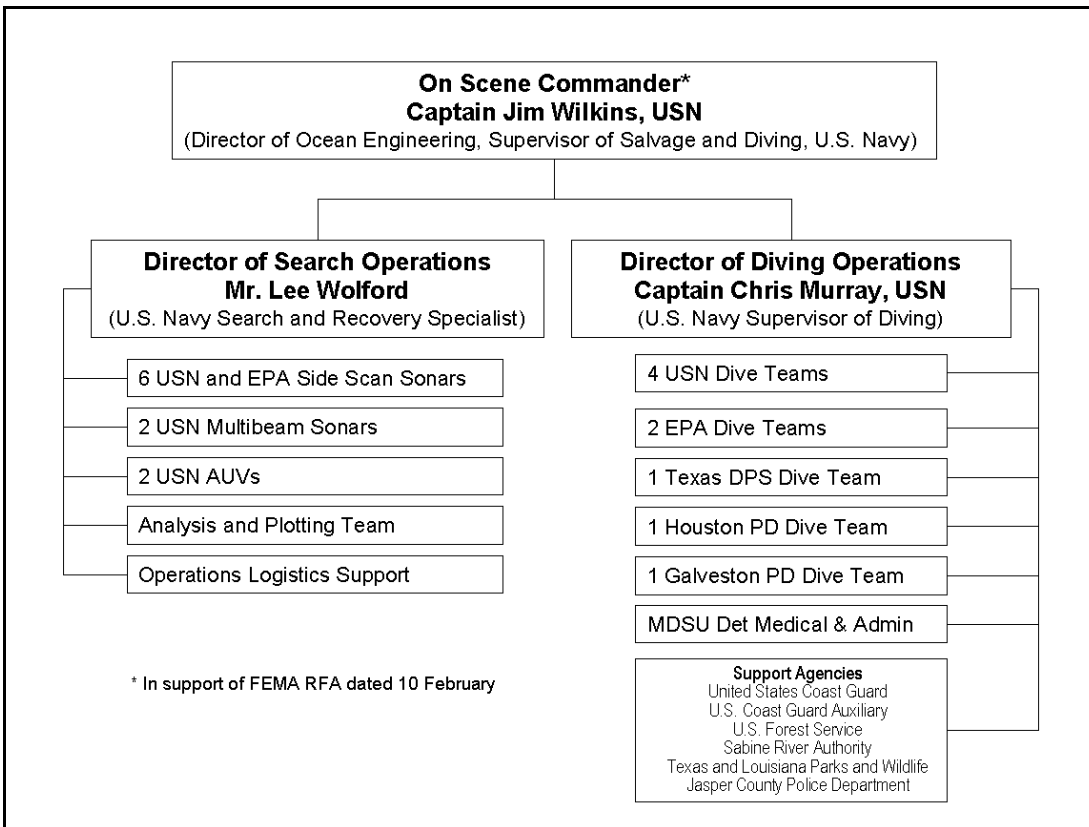 On Scene Commander*
Captain Jim Wilkins, USN
(Director of Ocean Engineering, Supervisor of Salvage and Diving, U.S. Navy)
Director of Search Operations
Mr. Lee Wolford
(U.S. Navy Search and Recovery Specialist)
6 USN and EPA Side Scan Sonars
2 USN Multibeam Sonars
2 USN AUVs
Analysis and Plotting Team
Operations Logistics Support
* In support of FEMA RFA dated 10 February
Director of Diving Operations
Captain Chris Murray, USN
(U.S. Navy Supervisor of Diving)
4 USN Dive Teams
2 EPA Dive Teams
1 Texas DPS Dive Team
1 Houston PD Dive Team
1 Galveston PD Dive Team
MDSU Det Medical & Admin
Support Agencies
United States Coast Guard
U.S. Coast Guard Auxiliary
U.S. Forest Service
Sabine River Authority
Texas and Louisiana Parks and Wildlife
Jasper County Police Department